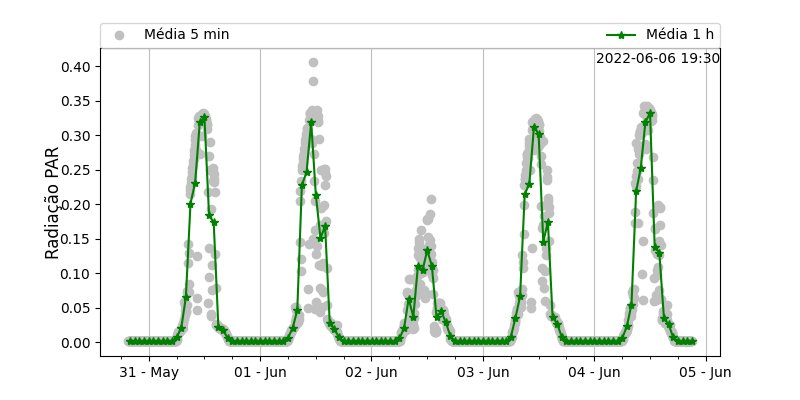 Média 5 min
Média 1 h
2022-06-06 19:30
Radiação PAR
0.40
0.35
0.30
0.25
0.20
0.15
0.10
0.05
0.00
31 - May
01 - Jun
02 - Jun
03 - Jun
04 - Jun
05 - Jun